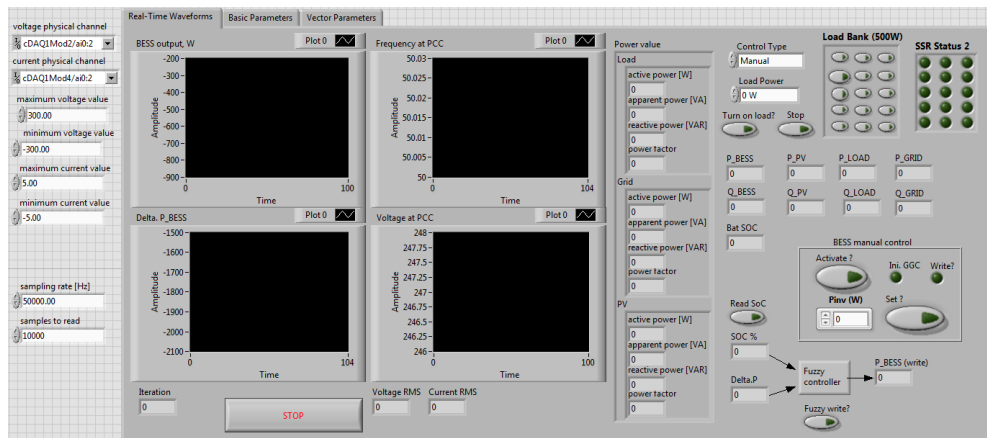 voltage physical channel
cDAQ1Mod2/ai0:2
current physical channel
cDAQ1Mod4/ai0:2
maximum voltage value
300.00
minimum voltage value
-300.00
maximum current value
5.00
minimum current value
-5.00
sampling rate [Hz]
50000.00
samples to read
10000
Real-Time Waveforms
Basic Parameters
Vector Parameters
BESS output, W
Plot 0
Amplitude
-200
-300
-400
-500
-600
-700
-800
-900
0
100
Time
Frequency at PCC
Plot 0
Amplitude
50.03
50.025
50.02
50.015
50.01
50.005
50
0
104
Time
Delta. P_BESS
Plot 0
Amplitude
-1500
-1600
-1700
-1800
-1900
-2000
-2100
0
104
Time
Voltage at PCC
Plot 0
Amplitude
248
247.75
247.5
247.25
247
246.75
246.5
246.25
246
0
100
Time
Iteration
0
STOP
Voltage RMS
0
Current RMS
0
Power value
Load
active power [W]
0
apparent power [VA]
0
reactive power [VAR]
0
power factor
0
Grid
active power [W]
0
apparent power [VA]
0
reactive power [VAR]
0
power factor
0
PV
active power [W]
0
apparent power [VA]
0
reactive power [VAR]
0
power factor
0
Control Type
Manual
Load Power
0 W
Turn on load?
Stop
Load Bank (500W)
SSR Status 2
P_BESS
0
P_PV
0
P_LOAD
0
P_GRID
0
Q_BESS
0
Q_PV
0
Q_LOAD
0
Q_GRID
0
Bat SOC
0
BESS manual control
Activate ?
Ini. GGC
Write?
Pinv (W)
0
Set ?
Read SoC
SOC %
0
Delta.P
0
Fuzzy
controller
P_BESS (write)
0
Fuzzy write?